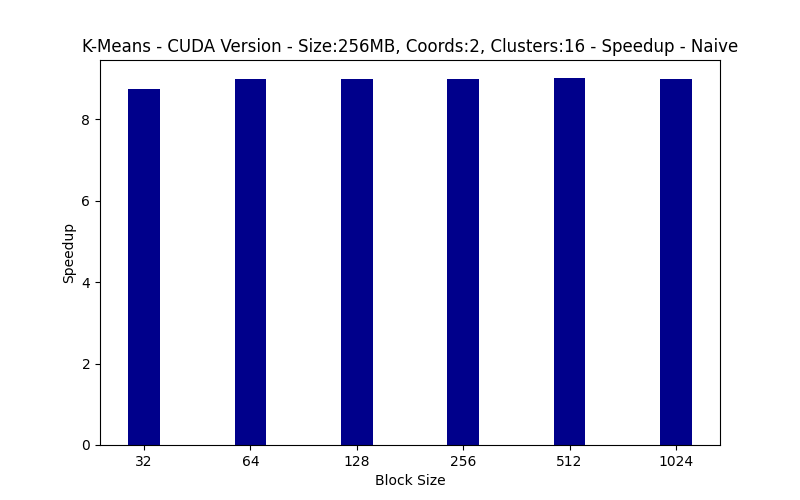 K-Means - CUDA Version - Size:256MB, Coords:2, Clusters:16 - Speedup - Naive
8
6
4
2
0
Speedup
32 64 128 256 512 1024
Block Size